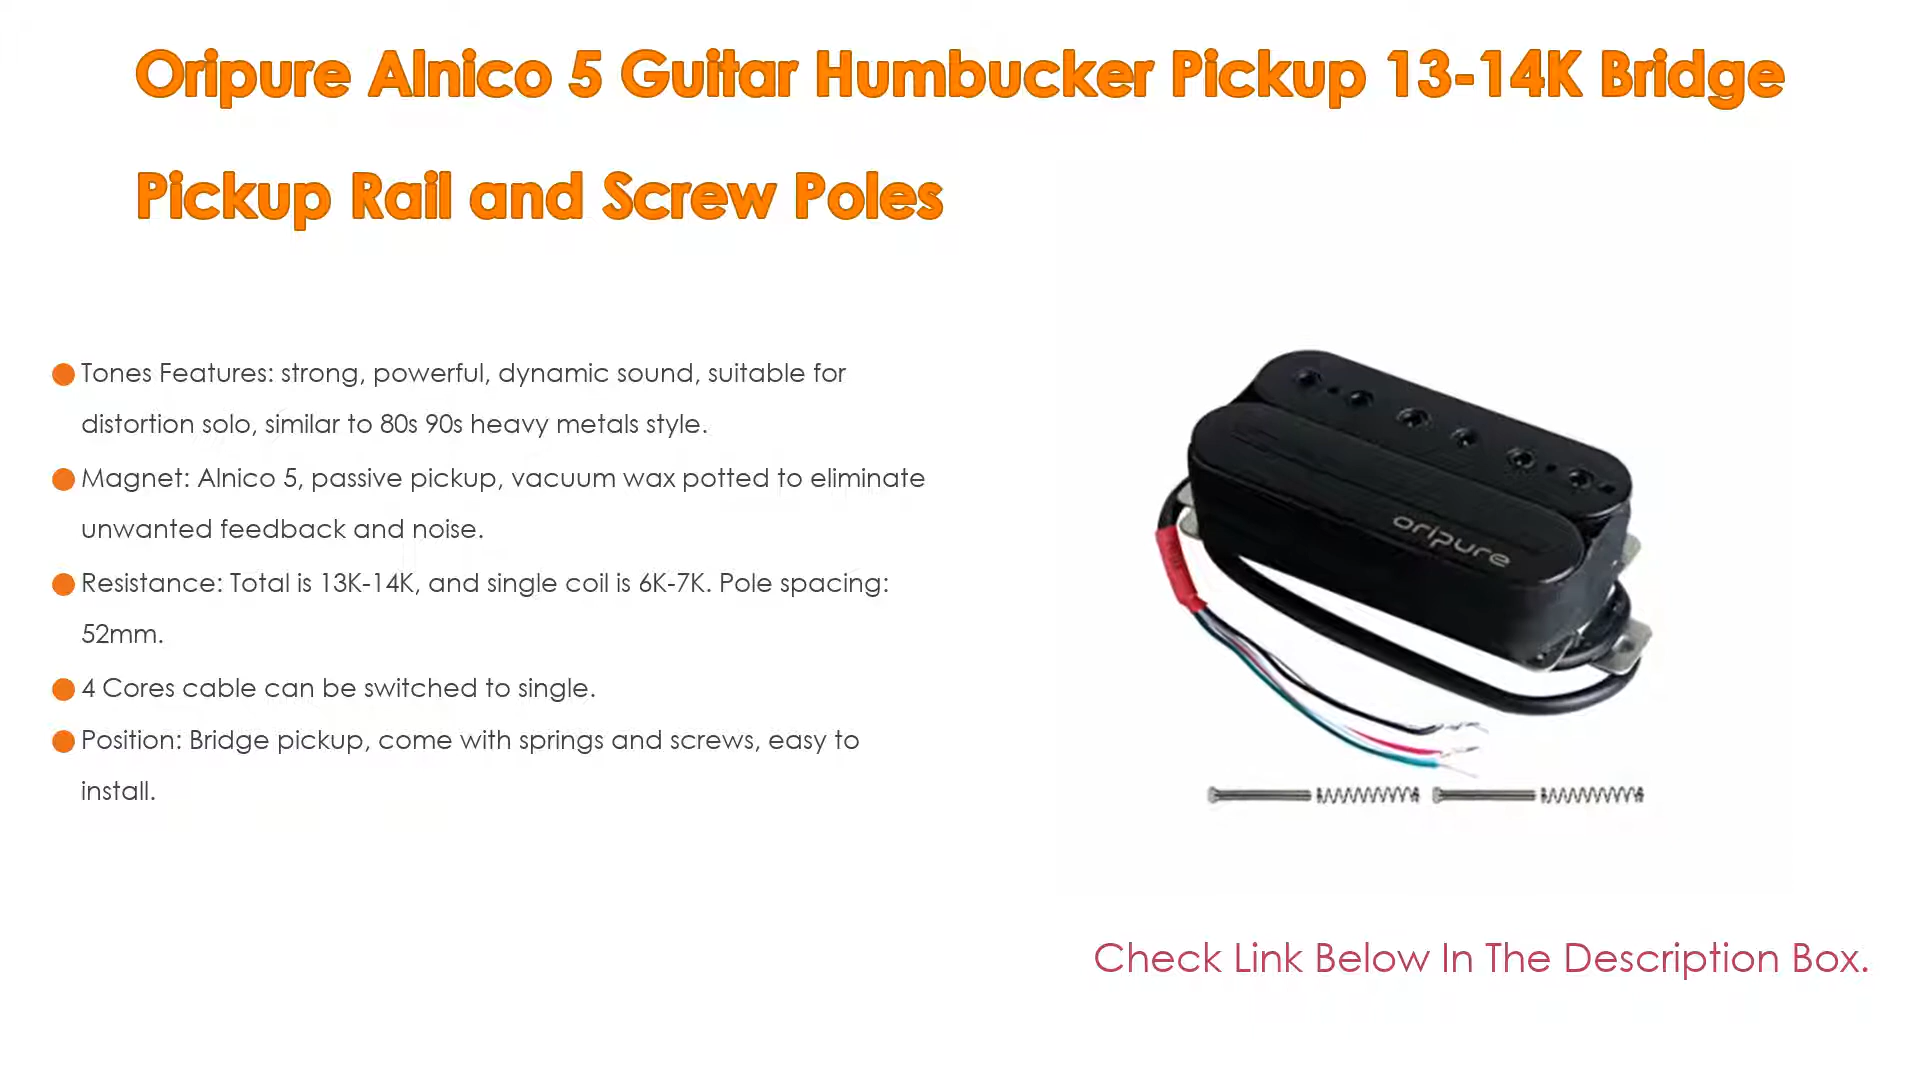 Oripure Alnico 5 Guitar Humbucker Pickup 13-14K Bridge
Pickup Rail and Screw Poles
Tones Features: strong, powerful, dynamic sound, suitable for
distortion solo, similar to 80s 90s heavy metals style.
Magnet: Alnico 5, passive pickup, vacuum wax potted to eliminate
unwanted feedback and noise.
Resistance: Total is 13K-14K, and single coil is 6K-7K. Pole spacing:
52mm.
4 Cores cable can be switched to single.
Position: Bridge pickup, come with springs and screws, easy to
install.
oripure
Check Link Below In The Description Box.